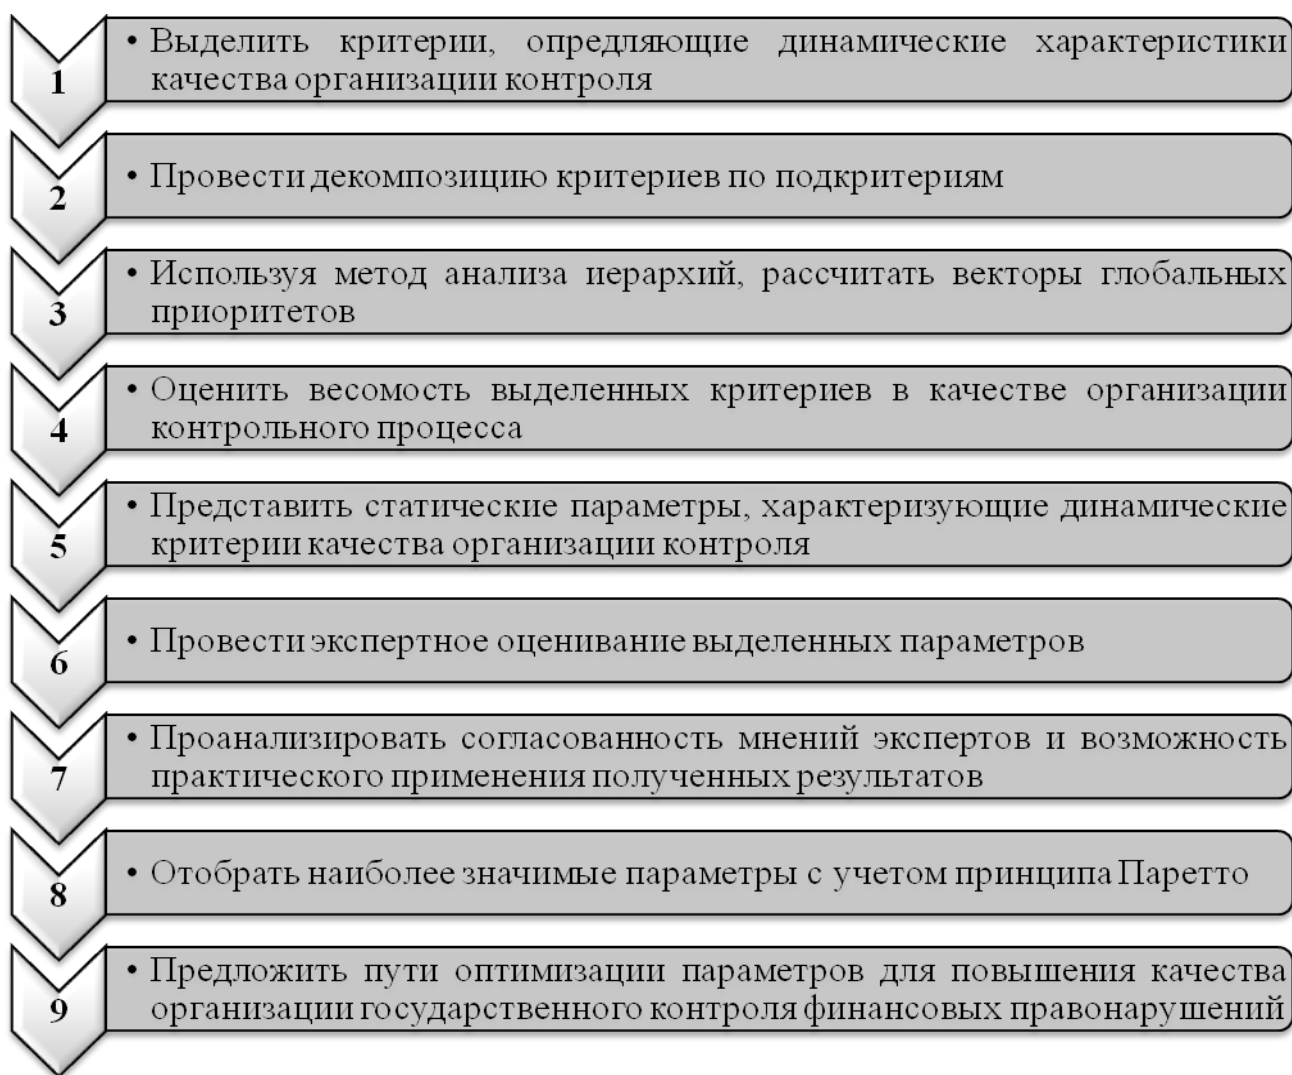 1
• Выделить критерии, опредляющие динамические характеристики
качества организации контроля
2
• Провести декомпозицию критериев по подкритериям
3
• Используя метод анализа иерархий, рассчитать векторы глобальных
приоритетов
4
• Оценить весомость выделенных критериев в качестве организации
контрольного процесса
5
• Представить статические параметры, характеризующие динамические
критерии качества организации контроля
6
• Провести экспертное оценивание выделенных параметров
7
• Проанализировать согласованность мнений экспертов и возможность
практического применения полученных результатов
8
• Отобрать наиболее значимые параметры с учетом принципа Паретто
9
• Предложить пути оптимизации параметров для повышения качества
организации государственного контроля финансовых правонарушений